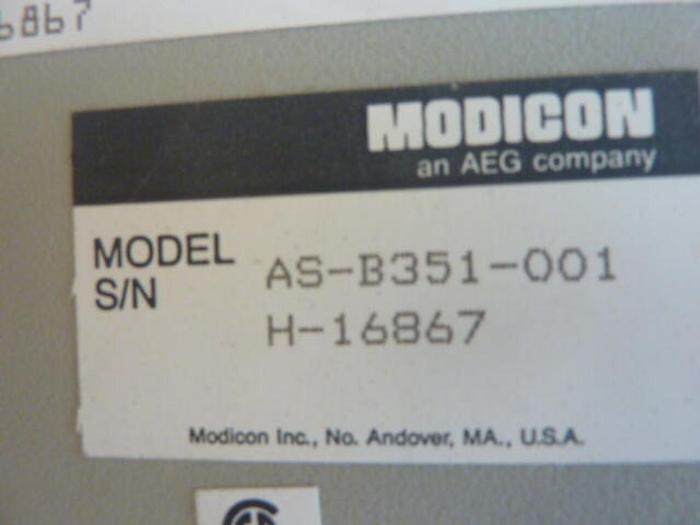 6867
MODICON
an AEG company
MODEL AS-B351-001
S/N H-16867
Modicon Inc., No. Andover, MA., U.S.A.